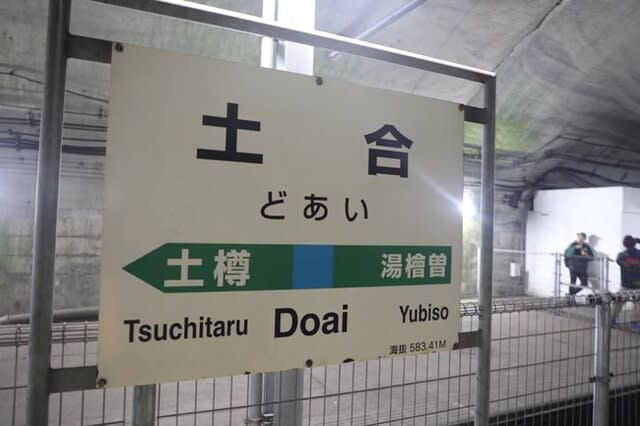 土合
どあい
土樽 湯檜曽
Tsuchitaru Doai Yubiso
海抜 583.41M